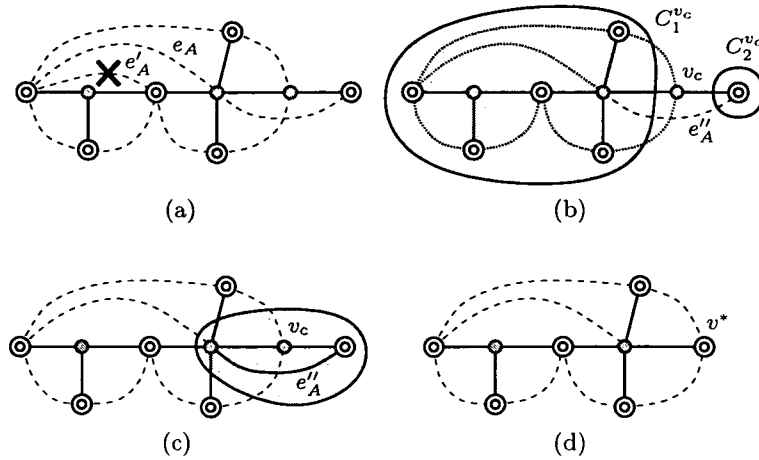 e_A
e'_A
(a)
C_1^{v_c}
C_2^{v_c}
v_c
e''_A
(b)
v_c
e''_A
(c)
v*
(d)